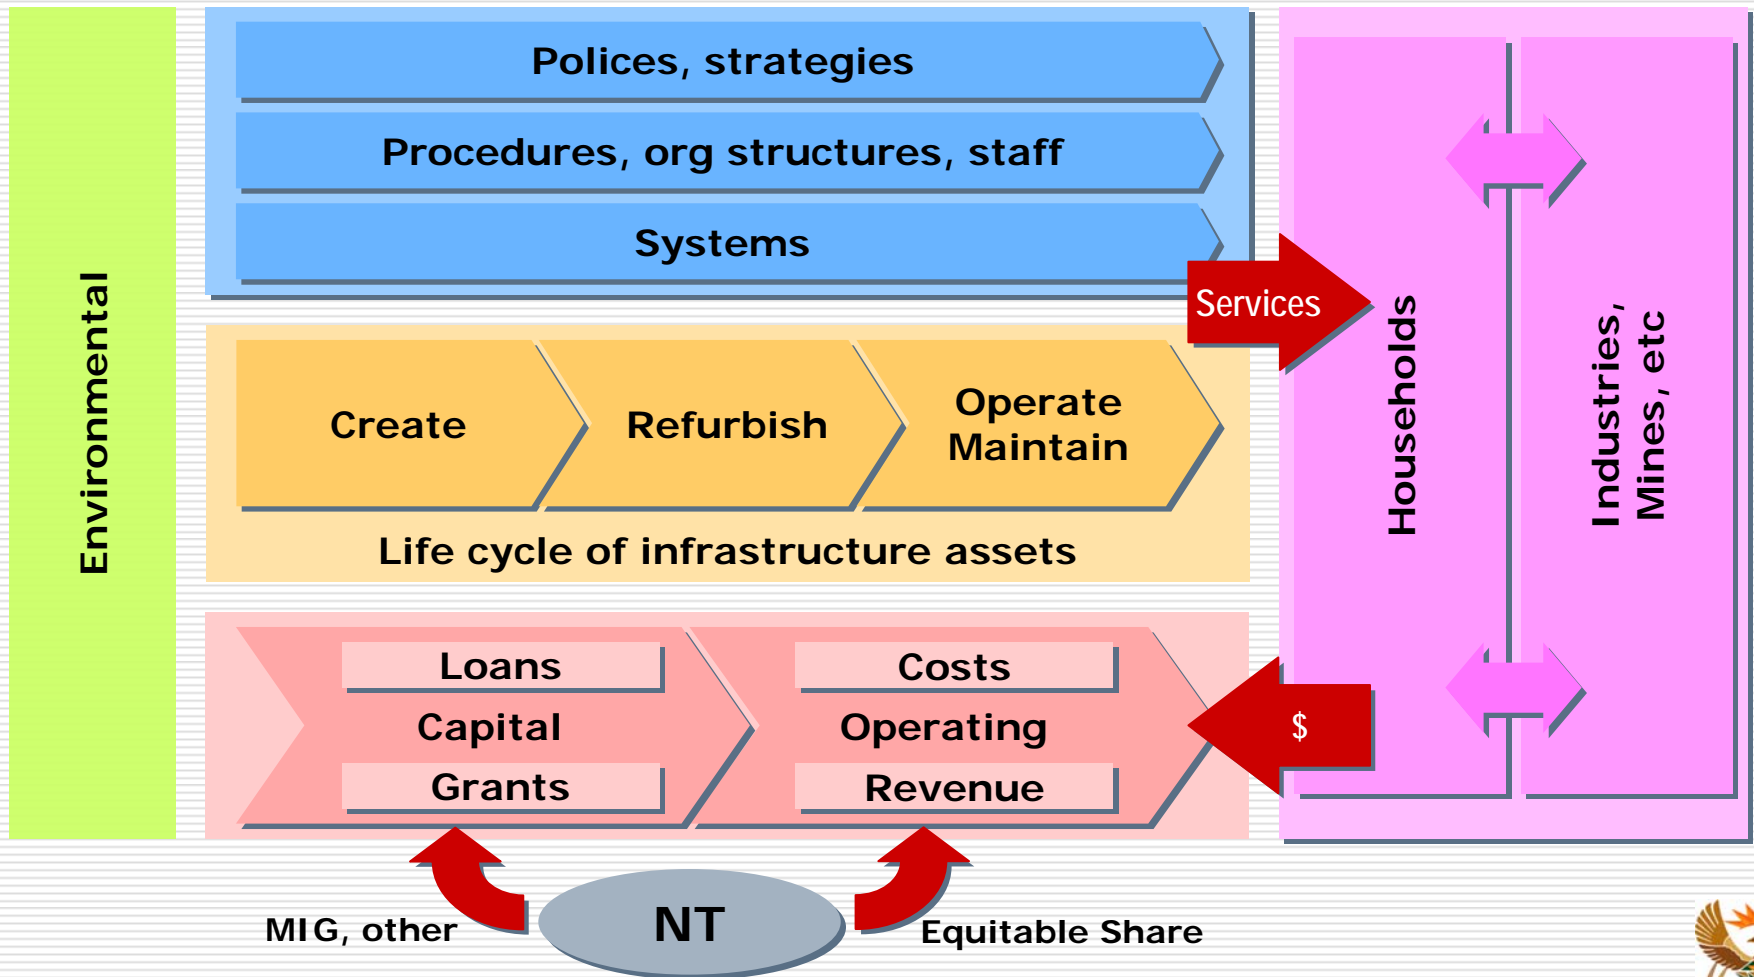 Environmental
Polices, strategies
Procedures, org structures, staff
Systems
Services
Create
Refurbish
Operate
Maintain
Life cycle of infrastructure assets
Households
Industries,
Mines, etc
Loans
Capital
Grants
Costs
Operating
Revenue
$
MIG, other
NT
Equitable Share